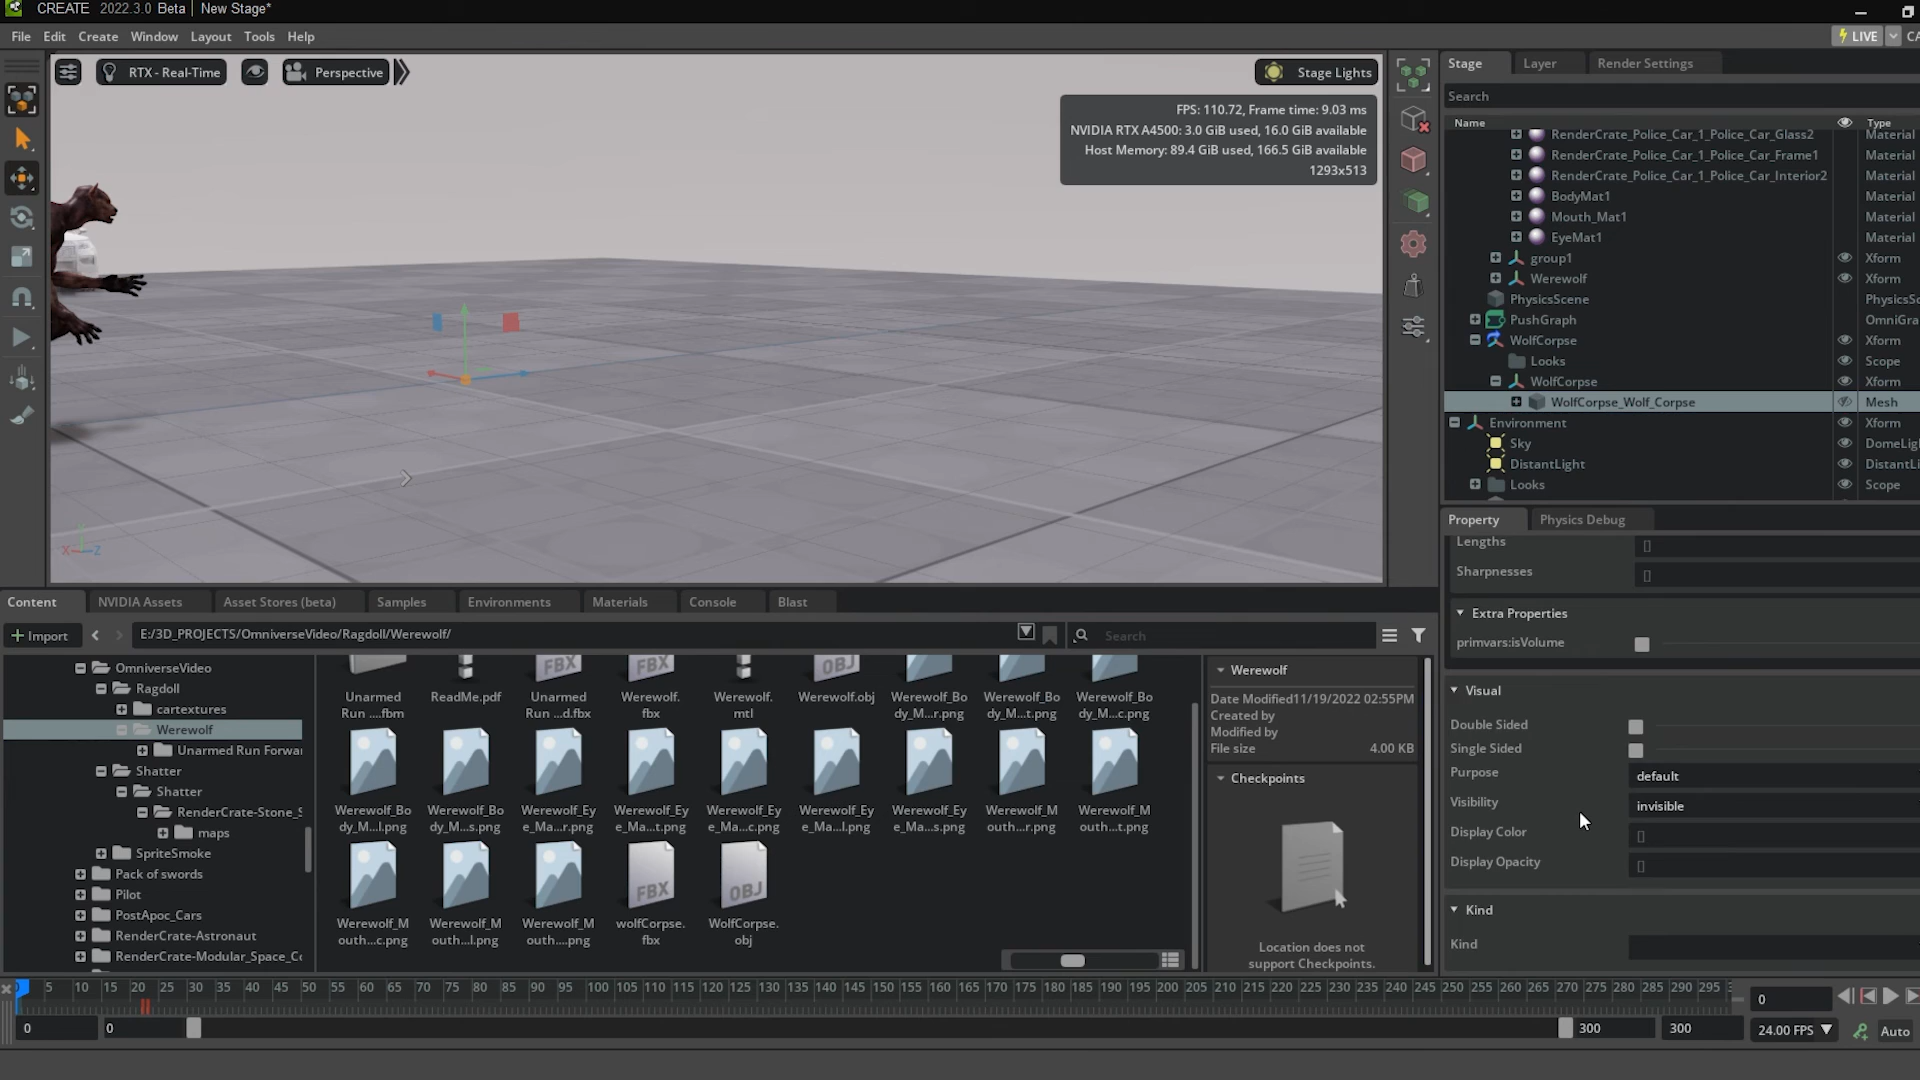 CREATE 2022.3.0 Beta New Stage*
File Edit Create Window Layout Tools Help
LIVE CA
RTX - Real-Time Perspective Stage Lights
FPS: 110.72, Frame time: 9.03 ms
NVIDIA RTX A4500: 3.0 GiB used, 16.0 GiB available
Host Memory: 89.4 GiB used, 166.5 GiB available
1293x513
X Z
Stage Layer Render Settings
Search
Name Type
RenderCrate_Police_Car_1_Police_Car_Glass2 Material
RenderCrate_Police_Car_1_Police_Car_Frame1 Material
RenderCrate_Police_Car_1_Police_Car_Interior2 Material
BodyMat1 Material
Mouth_Mat1 Material
EyeMat1 Material
group1 Xform
Werewolf Xform
PhysicsScene PhysicsSc
PushGraph OmniGra
WolfCorpse Xform
Looks Scope
WolfCorpse Xform
WolfCorpse_Wolf_Corpse Mesh
Environment Xform
Sky DomeLig
DistantLight DistantLi
Looks Scope
Property Physics Debug
Lengths []
Sharpnesses []
Extra Properties
primvars:isVolume
Visual
Double Sided
Single Sided
Purpose default
Visibility invisible
Display Color []
Display Opacity []
Kind
Kind
Content NVIDIA Assets Asset Stores (beta) Samples Environments Materials Console Blast
+ Import E:/3D_PROJECTS/OmniverseVideo/Ragdoll/Werewolf/ Search
OmniverseVideo
Ragdoll
cartextures
Werewolf
Unarmed Run Forwar
Shatter
Shatter
RenderCrate-Stone_S
maps
SpriteSmoke
Pack of swords
Pilot
PostApoc_Cars
RenderCrate-Astronaut
RenderCrate-Modular_Space_Co
FBX FBX OBJ
Unarmed Run ....fbm
ReadMe.pdf
Unarmed Run ...d.fbx
Werewolf.fbx
Werewolf.mtl
Werewolf.obj
Werewolf_Body_M...r.png
Werewolf_Body_M...t.png
Werewolf_Body_M...c.png
Werewolf_Body_M...l.png
Werewolf_Body_M...s.png
Werewolf_Eye_Ma...r.png
Werewolf_Eye_Ma...t.png
Werewolf_Eye_Ma...c.png
Werewolf_Eye_Ma...l.png
Werewolf_Eye_Ma...s.png
Werewolf_Mouth...r.png
Werewolf_Mouth...t.png
FBX OBJ
Werewolf_Mouth...c.png
Werewolf_Mouth...l.png
Werewolf_Mouth....png
wolfCorpse.fbx
WolfCorpse.obj
Werewolf
Date Modified 11/19/2022 02:55PM
Created by
Modified by
File size 4.00 KB
Checkpoints
Location does not
support Checkpoints.
5 10 15 20 25 30 35 40 45 50 55 60 65 70 75 80 85 90 95 100 105 110 115 120 125 130 135 140 145 150 155 160 165 170 175 180 185 190 195 200 205 210 215 220 225 230 235 240 245 250 255 260 265 270 275 280 285 290 295
0
0 0 300 300 24.00 FPS Auto